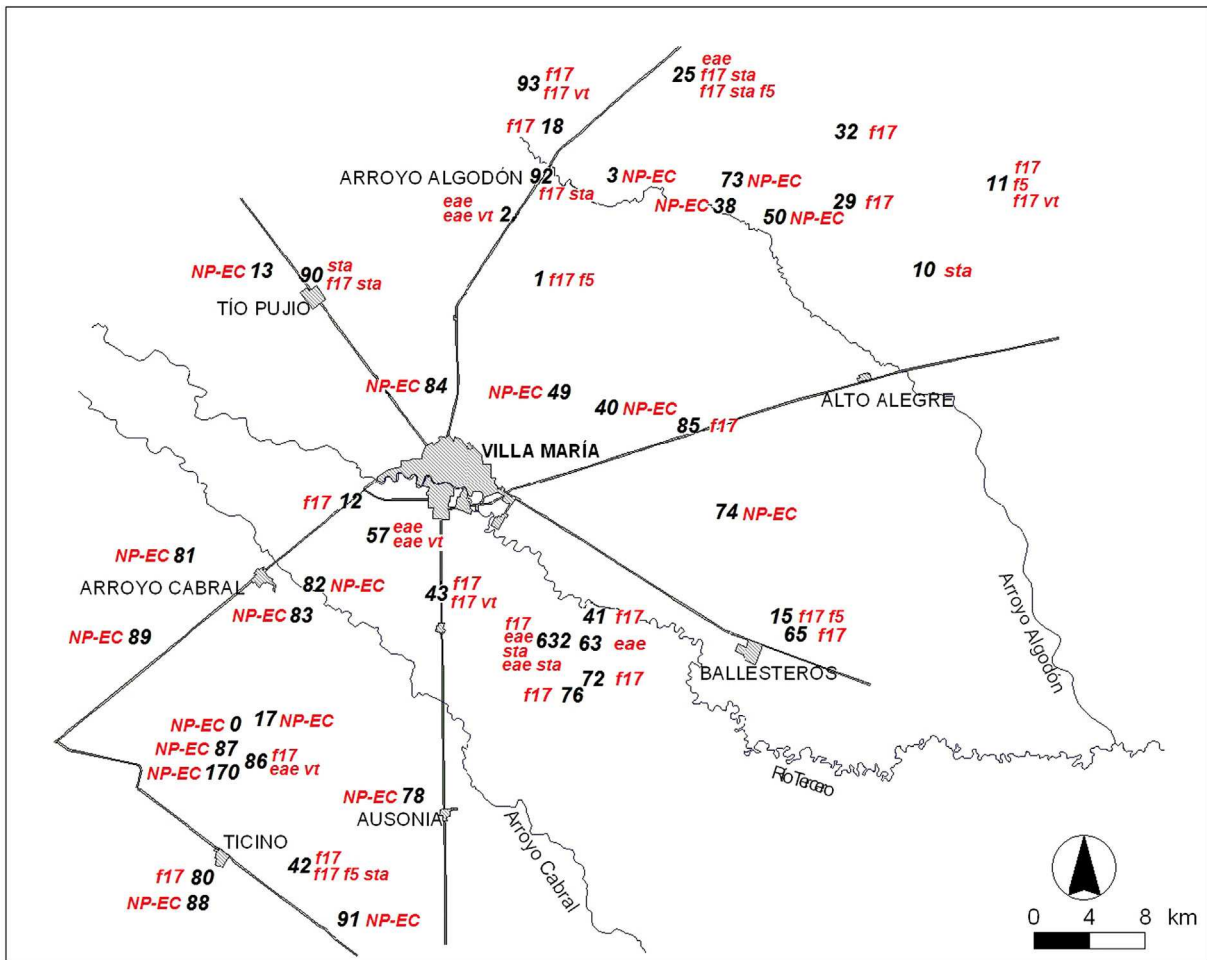 93 f17
f17 vt
25 eae
f17 sta
f17 sta f5
f17 18
32 f17
ARROYO ALGODÓN 92
f17 sta
3 NP-EC
73 NP-EC
11 f17
f5
f17 vt
NP-EC 38
29 f17
50 NP-EC
eae
eae vt 2
NP-EC 13
90 sta
f17 sta
TÍO PUJIO
1 f17 f5
10 sta
NP-EC 84
NP-EC 49
40 NP-EC
85 f17
ALTO ALEGRE
VILLA MARÍA
f17 12
57 eae
eae vt
74 NP-EC
NP-EC 81
ARROYO CABRAL
82 NP-EC
NP-EC 83
43 f17
f17 vt
NP-EC 89
41 f17
f17
eae
sta
eae sta
632
63 eae
15 f17 f5
65 f17
BALLESTEROS
Arroyo Algodón
72 f17
f17 76
NP-EC 0
17 NP-EC
NP-EC 87
NP-EC 170
86 f17
eae vt
Río Tercero
NP-EC 78
AUSONIA
Arroyo Cabral
TICINO
42 f17
f17 f5 sta
f17 80
NP-EC 88
91 NP-EC
0 4 8 km